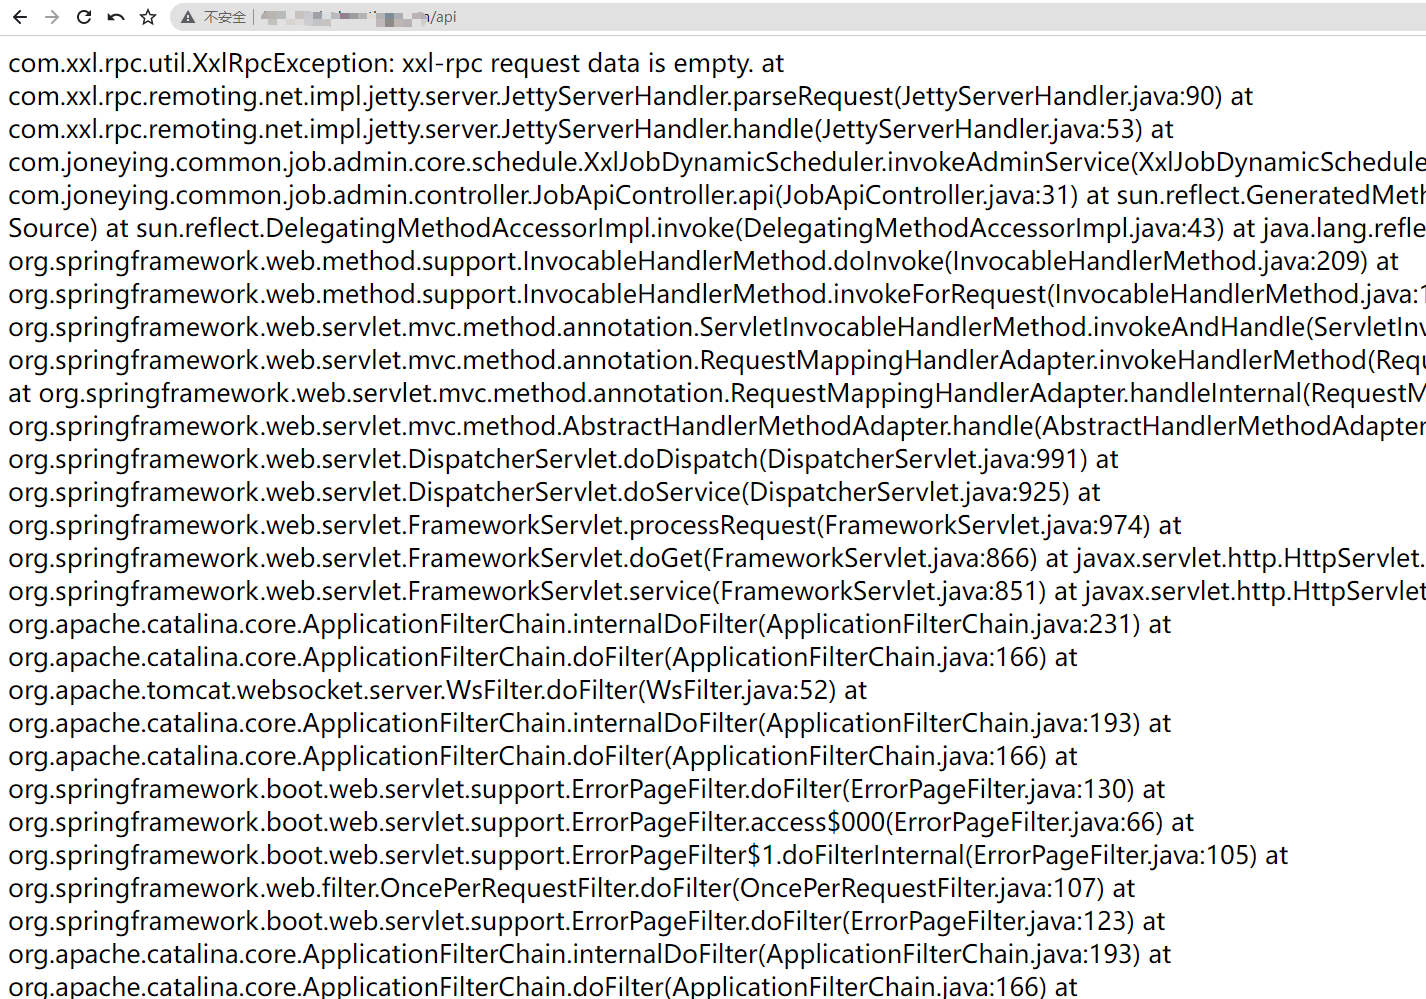 不安全 /api
com.xxl.rpc.util.XxlRpcException: xxl-rpc request data is empty. at
com.xxl.rpc.remoting.net.impl.jetty.server.JettyServerHandler.parseRequest(JettyServerHandler.java:90) at
com.xxl.rpc.remoting.net.impl.jetty.server.JettyServerHandler.handle(JettyServerHandler.java:53) at
com.joneying.common.job.admin.core.schedule.XxlJobDynamicScheduler.invokeAdminService(XxlJobDynamicSchedule
com.joneying.common.job.admin.controller.JobApiController.api(JobApiController.java:31) at sun.reflect.GeneratedMeth
Source) at sun.reflect.DelegatingMethodAccessorImpl.invoke(DelegatingMethodAccessorImpl.java:43) at java.lang.refle
org.springframework.web.method.support.InvocableHandlerMethod.doInvoke(InvocableHandlerMethod.java:209) at
org.springframework.web.method.support.InvocableHandlerMethod.invokeForRequest(InvocableHandlerMethod.java:1
org.springframework.web.servlet.mvc.method.annotation.ServletInvocableHandlerMethod.invokeAndHandle(ServletInv
org.springframework.web.servlet.mvc.method.annotation.RequestMappingHandlerAdapter.invokeHandlerMethod(Requ
at org.springframework.web.servlet.mvc.method.annotation.RequestMappingHandlerAdapter.handleInternal(RequestM
org.springframework.web.servlet.mvc.method.AbstractHandlerMethodAdapter.handle(AbstractHandlerMethodAdapter
org.springframework.web.servlet.DispatcherServlet.doDispatch(DispatcherServlet.java:991) at
org.springframework.web.servlet.DispatcherServlet.doService(DispatcherServlet.java:925) at
org.springframework.web.servlet.FrameworkServlet.processRequest(FrameworkServlet.java:974) at
org.springframework.web.servlet.FrameworkServlet.doGet(FrameworkServlet.java:866) at javax.servlet.http.HttpServlet.
org.springframework.web.servlet.FrameworkServlet.service(FrameworkServlet.java:851) at javax.servlet.http.HttpServlet
org.apache.catalina.core.ApplicationFilterChain.internalDoFilter(ApplicationFilterChain.java:231) at
org.apache.catalina.core.ApplicationFilterChain.doFilter(ApplicationFilterChain.java:166) at
org.apache.tomcat.websocket.server.WsFilter.doFilter(WsFilter.java:52) at
org.apache.catalina.core.ApplicationFilterChain.internalDoFilter(ApplicationFilterChain.java:193) at
org.apache.catalina.core.ApplicationFilterChain.doFilter(ApplicationFilterChain.java:166) at
org.springframework.boot.web.servlet.support.ErrorPageFilter.doFilter(ErrorPageFilter.java:130) at
org.springframework.boot.web.servlet.support.ErrorPageFilter.access$000(ErrorPageFilter.java:66) at
org.springframework.boot.web.servlet.support.ErrorPageFilter$1.doFilterInternal(ErrorPageFilter.java:105) at
org.springframework.web.filter.OncePerRequestFilter.doFilter(OncePerRequestFilter.java:107) at
org.springframework.boot.web.servlet.support.ErrorPageFilter.doFilter(ErrorPageFilter.java:123) at
org.apache.catalina.core.ApplicationFilterChain.internalDoFilter(ApplicationFilterChain.java:193) at
org.apache.catalina.core.ApplicationFilterChain.doFilter(ApplicationFilterChain.java:166) at